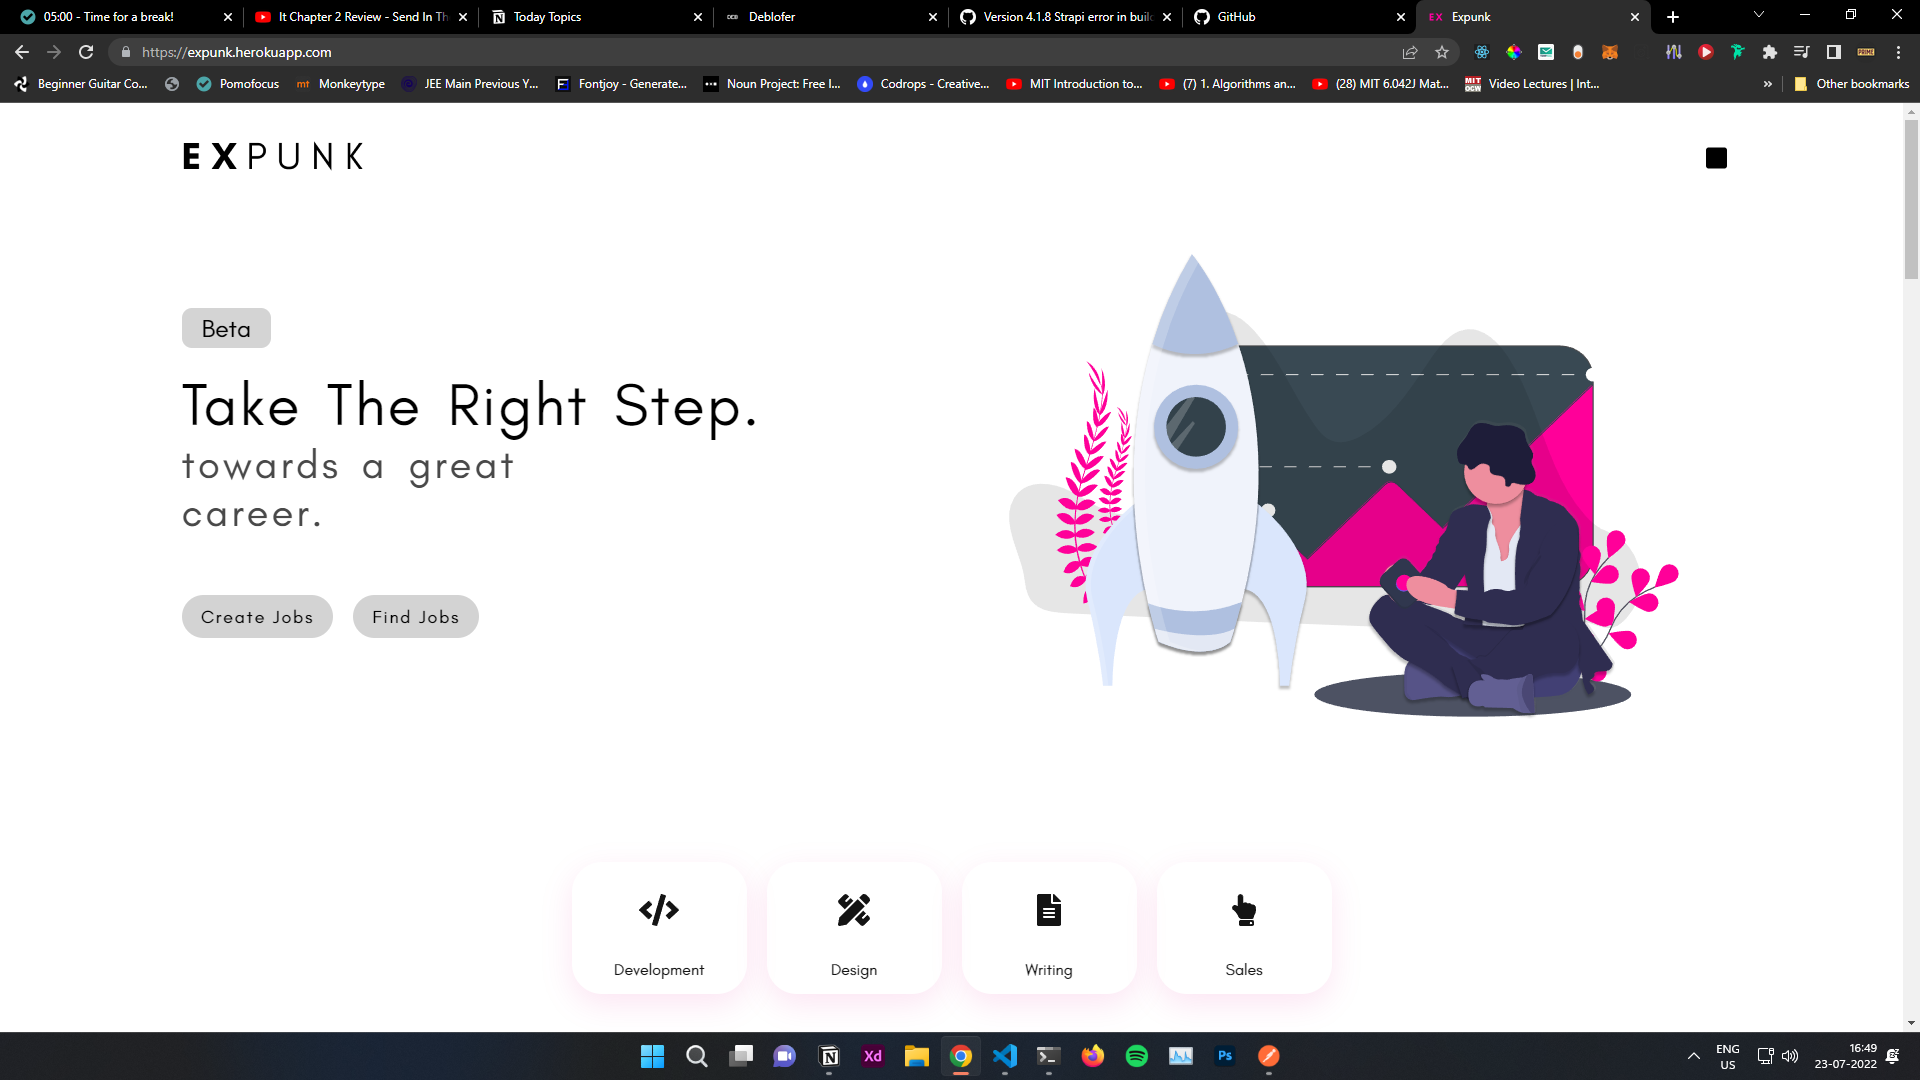 05:00 - Time for a break!
It Chapter 2 Review - Send In Th
Today Topics
Deblofer
Version 4.1.8 Strapi error in buil
GitHub
EX
Expunk
https://expunk.herokuapp.com
PRIME
Beginner Guitar Co...
Pomofocus
mt
Monkeytype
JEE Main Previous Y...
Fontjoy - Generate...
Noun Project: Free I...
Codrops - Creative...
MIT Introduction to...
(7) 1. Algorithms an...
(28) MIT 6.042J Mat...
Video Lectures | Int...
»
Other bookmarks
EXPUNK
Beta
Take The Right Step.
towards a great
career.
Create Jobs
Find Jobs
Development
Design
Writing
Sales
Xd
Ps
ENG
US
16:49
23-07-2022